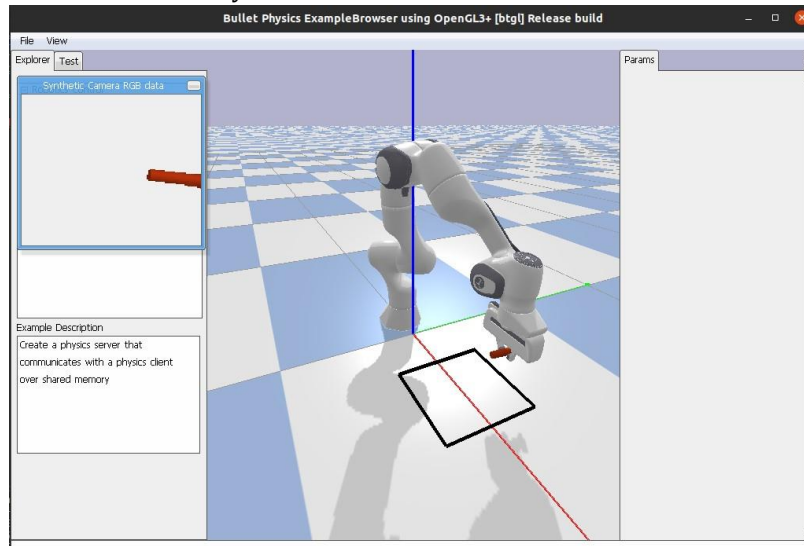 Bullet Physics ExampleBrowser using OpenGL3+ [btgl] Release build
File View
Explorer Test
Params
Synthetic Camera RGB data
Example Description
Create a physics server that
communicates with a physics client
over shared memory